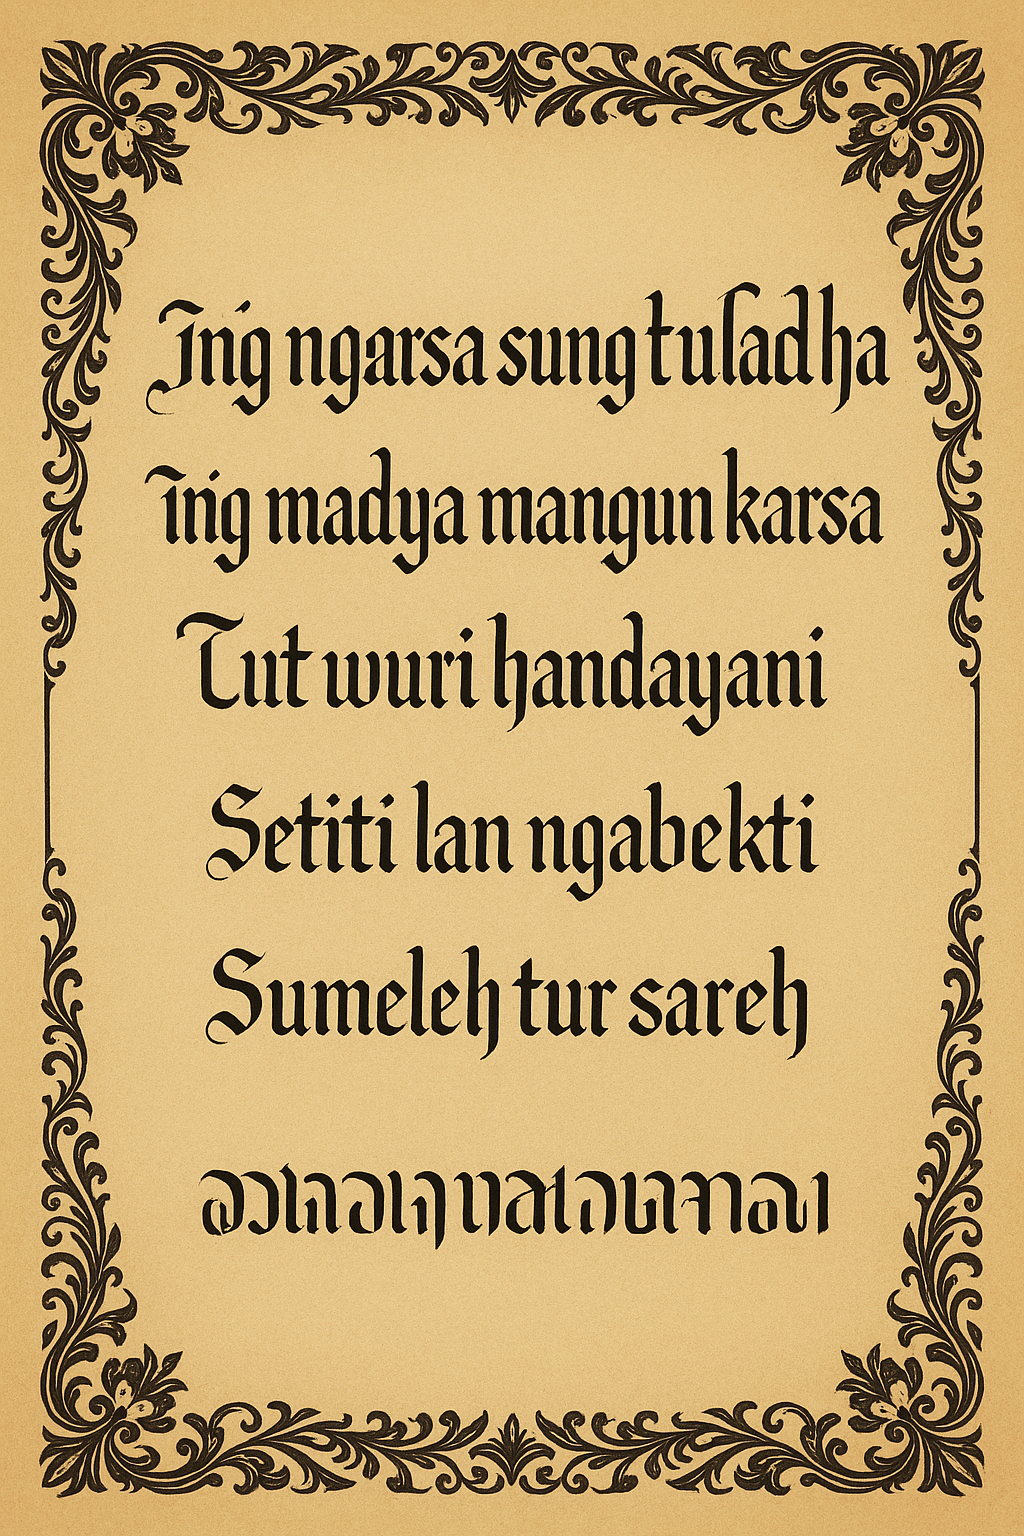 Ing ngarsa sung tuladha
ing madya mangun karsa
Tut wuri handayani
Setiti lan ngabekti
Sumeleh tur sareh